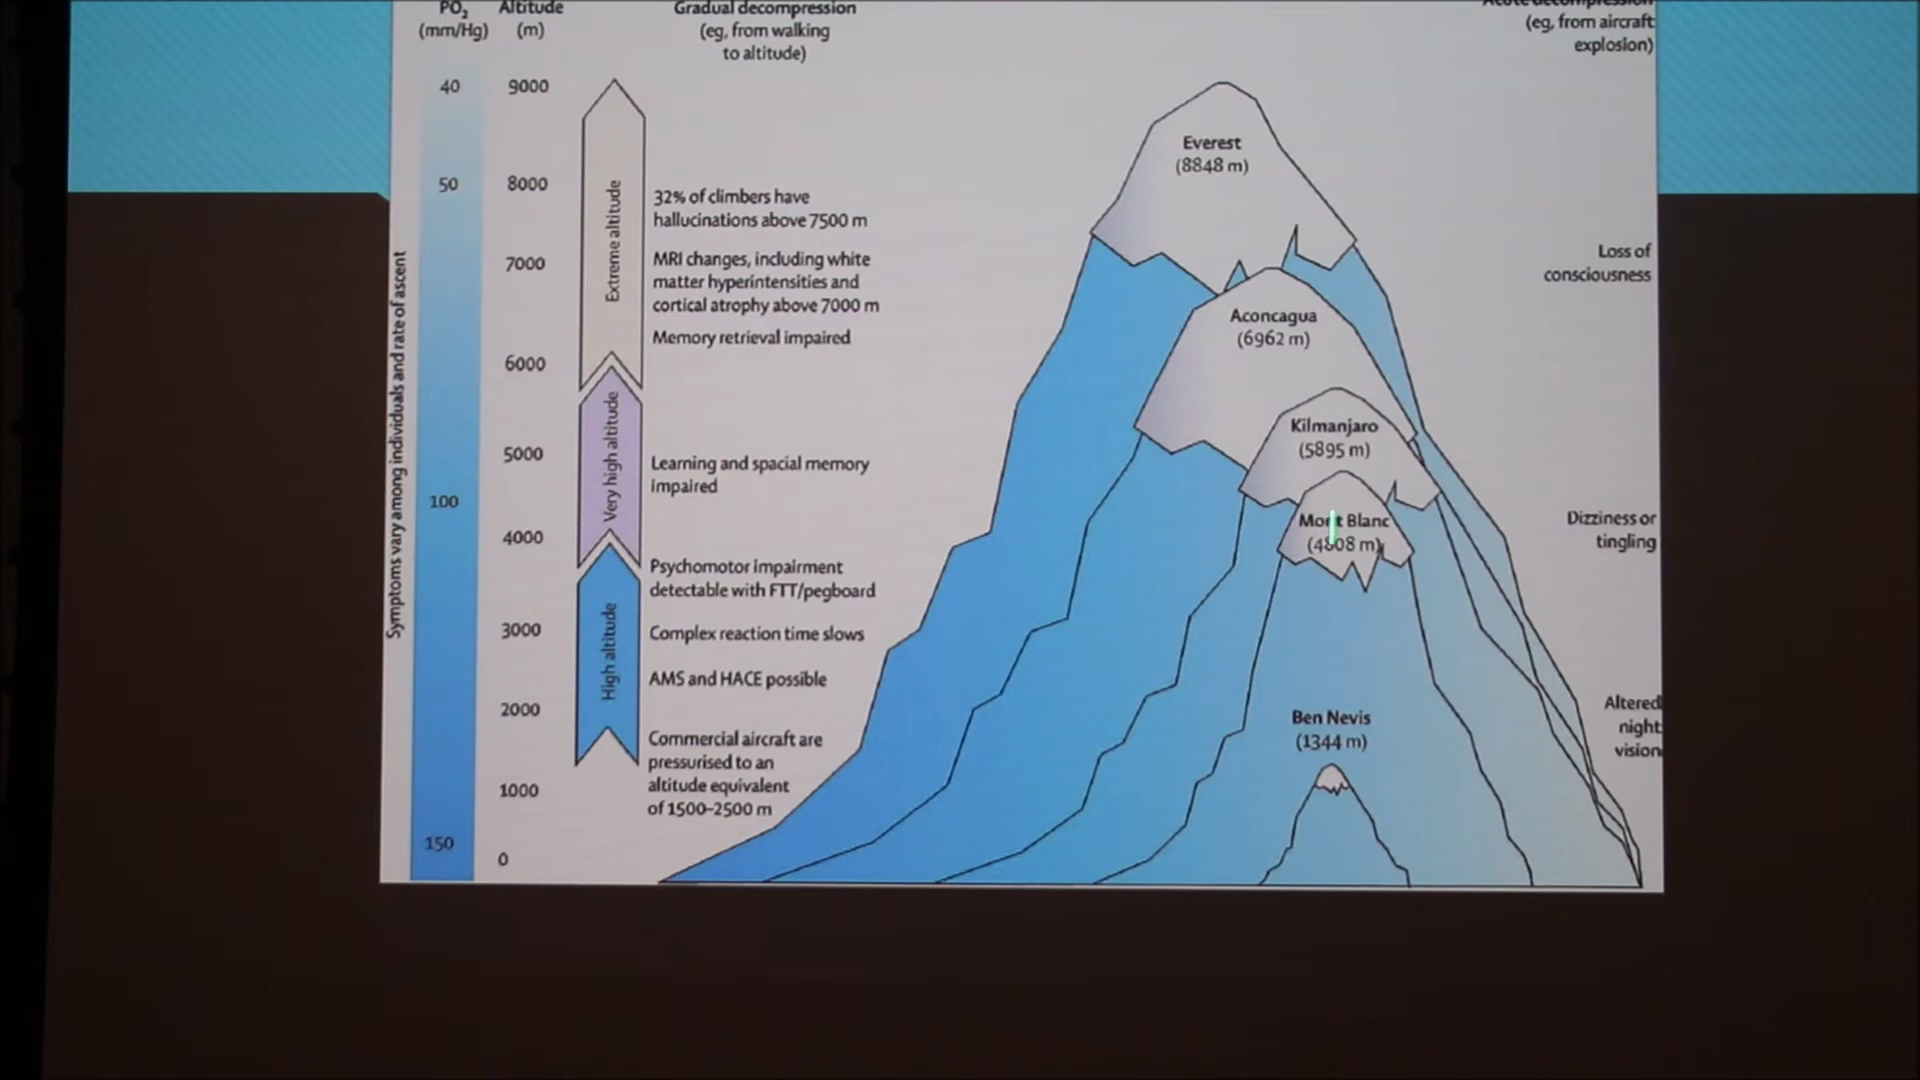 PO₂
(mm/Hg)
Altitude
(m)
Gradual decompression
(eg, from walking
to altitude)
Acute decompression
(eg, from aircraft
explosion)
Symptoms vary among individuals and rate of ascent
40
50
100
150
9000
8000
7000
6000
5000
4000
3000
2000
1000
0
Extreme altitude
Very high altitude
High altitude
32% of climbers have
hallucinations above 7500 m
MRI changes, including white
matter hyperintensities and
cortical atrophy above 7000 m
Memory retrieval impaired
Learning and spacial memory
impaired
Psychomotor impairment
detectable with FTT/pegboard
Complex reaction time slows
AMS and HACE possible
Commercial aircraft are
pressurised to an
altitude equivalent
of 1500–2500 m
Everest
(8848 m)
Aconcagua
(6962 m)
Kilmanjaro
(5895 m)
Mont Blanc
(4808 m)
Ben Nevis
(1344 m)
Loss of
consciousness
Dizziness or
tingling
Altered
night
vision